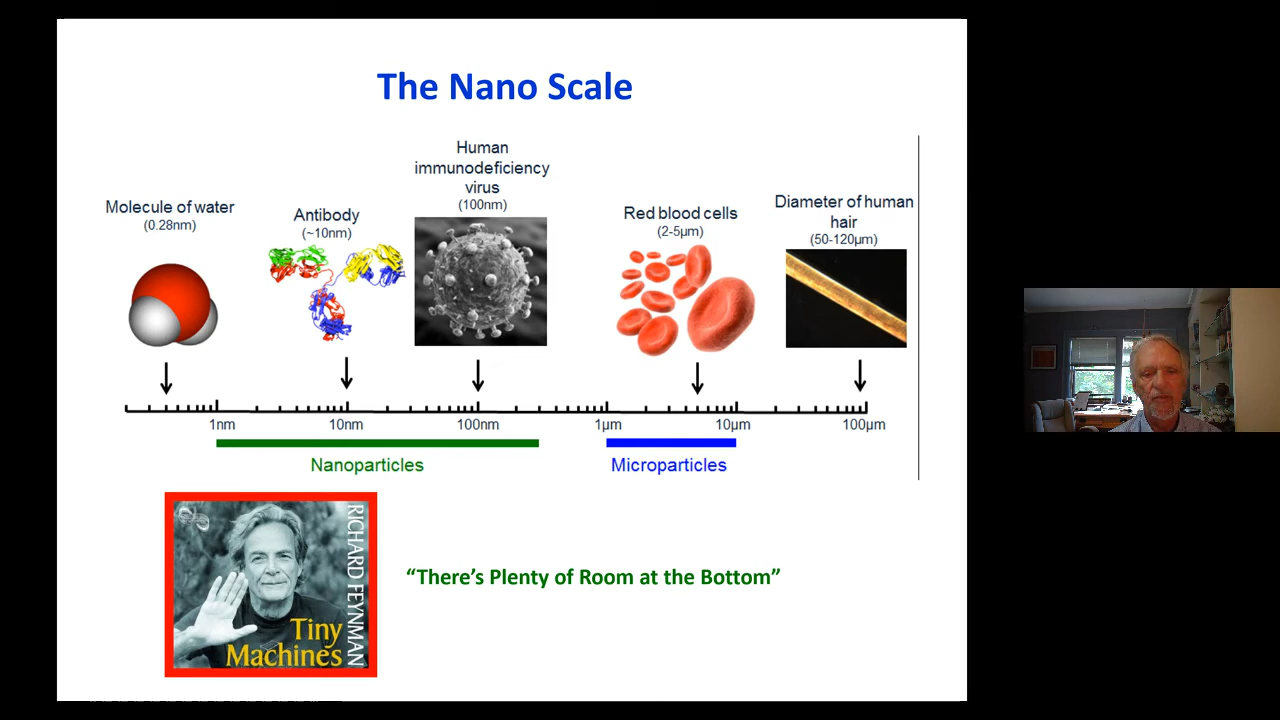 The Nano Scale
Molecule of water
(0.28nm)
Antibody
(~10nm)
Human
immunodeficiency
virus
(100nm)
Red blood cells
(2-5µm)
Diameter of human
hair
(50-120µm)
1nm
10nm
100nm
1µm
10µm
100µm
Nanoparticles
Microparticles
RICHARD FEYNMAN
Tiny
Machines
“There’s Plenty of Room at the Bottom”